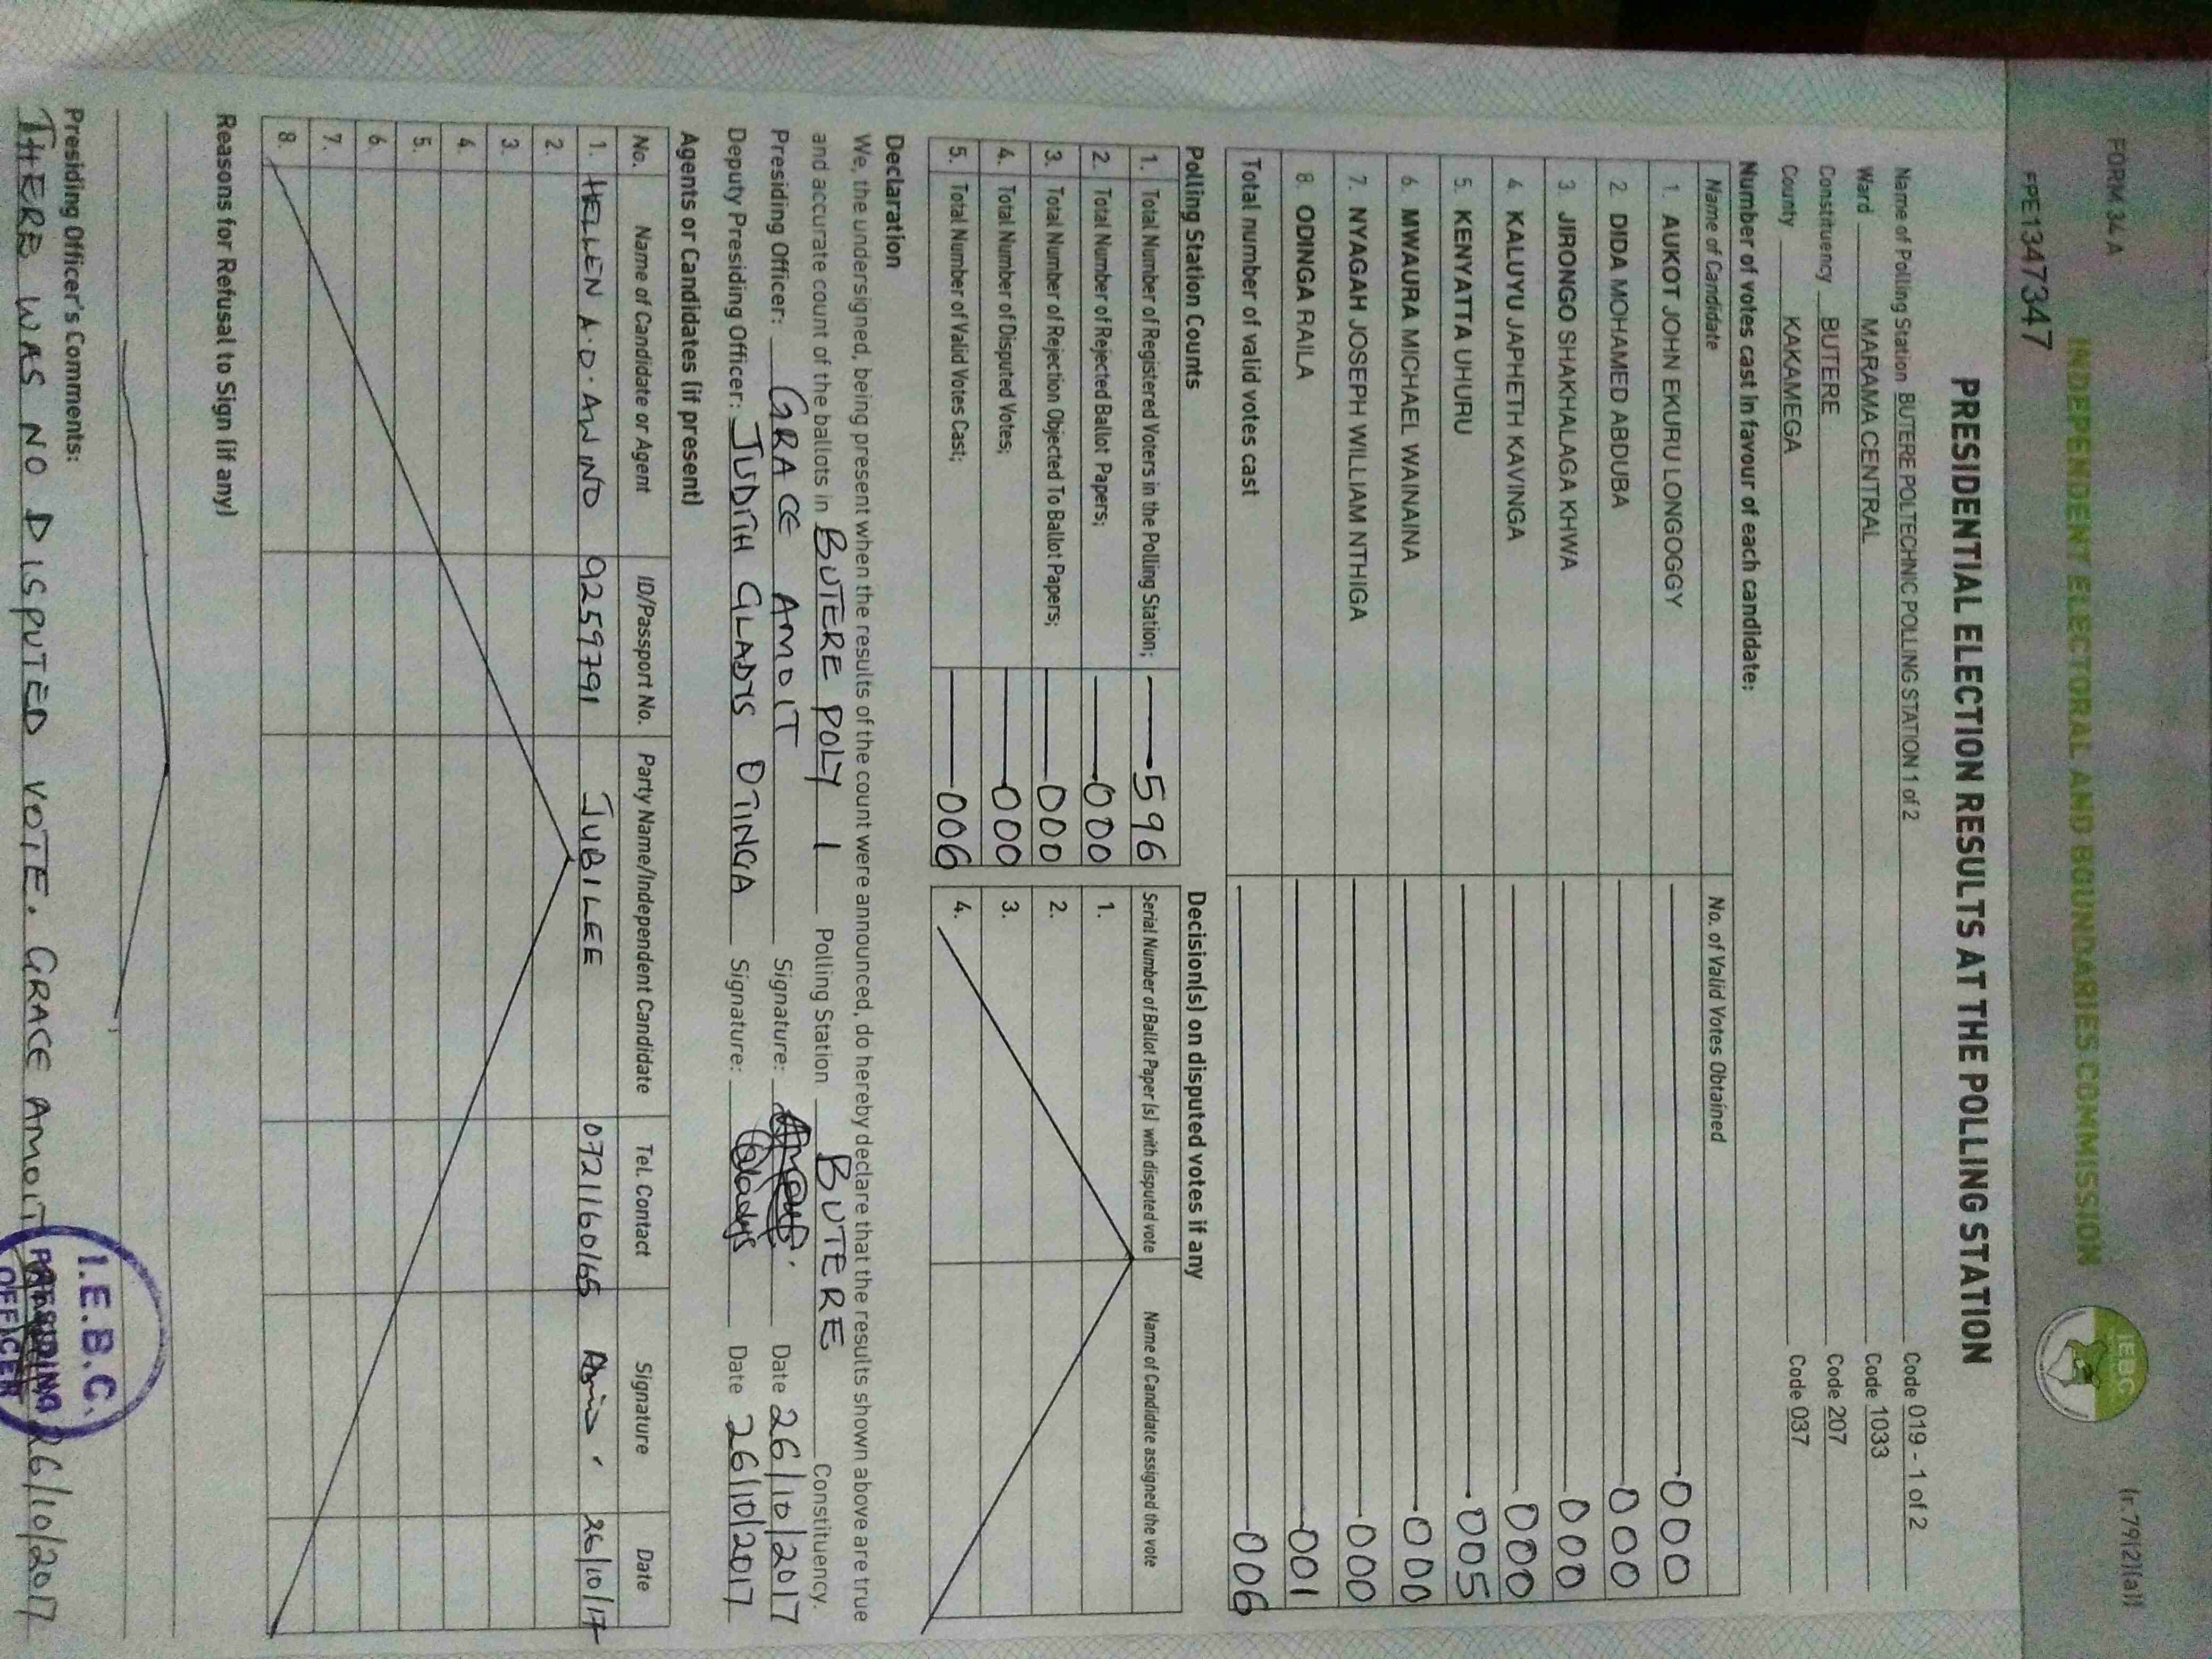 FORM 34 A
(r.79(2)(a))
INDEPENDENT ELECTORAL AND BOUNDARIES COMMISSION
IEBC
FPE1347347
PRESIDENTIAL ELECTION RESULTS AT THE POLLING STATION
Name of Polling Station BUTERE POLTECHNIC POLLING STATION 1 of 2 Code 019 - 1 of 2
Ward MARAMA CENTRAL Code 1033
Constituency BUTERE Code 207
County KAKAMEGA Code 037
Number of votes cast in favour of each candidate:
Name of Candidate No. of Valid Votes Obtained
1. AUKOT JOHN EKURU LONGOGGY 000
2. DIDA MOHAMED ABDUBA 000
3. JIRONGO SHAKHALAGA KHWA 000
4. KALUYU JAPHETH KAVINGA 000
5. KENYATTA UHURU 005
6. MWAURA MICHAEL WAINAINA 000
7. NYAGAH JOSEPH WILLIAM NTHIGA 000
8. ODINGA RAILA 001
Total number of valid votes cast 006
Polling Station Counts
1. Total Number of Registered Voters in the Polling Station; 596
2. Total Number of Rejected Ballot Papers; 000
3. Total Number of Rejection Objected To Ballot Papers; 000
4. Total Number of Disputed Votes; 000
5. Total Number of Valid Votes Cast; 006
Decision(s) on disputed votes if any
Serial Number of Ballot Paper (s) with disputed vote Name of Candidate assigned the vote
1.
2.
3.
4.
Declaration
We, the undersigned, being present when the results of the count were announced, do hereby declare that the results shown above are true
and accurate count of the ballots in BUTERE POLY 1 Polling Station BUTERE Constituency.
Presiding Officer: GRACE AMOIT Signature: Date 26/10/2017
Deputy Presiding Officer: JUDITH GLADYS OTINGA Signature: Gladys Date 26/10/2017
Agents or Candidates (if present)
No. Name of Candidate or Agent ID/Passport No. Party Name/Independent Candidate Tel. Contact Signature Date
1. HELLEN A.O. AWINO 9259791 JUBILEE 0721160165 26/10/17
2.
3.
4.
5.
6.
7.
8.
Reasons for Refusal to Sign (if any)
Presiding Officer's Comments:
THERE WAS NO DISPUTED VOTE. GRACE AMOIT 26/10/2017
I.E.B.C.
PRESIDING
OFFICER